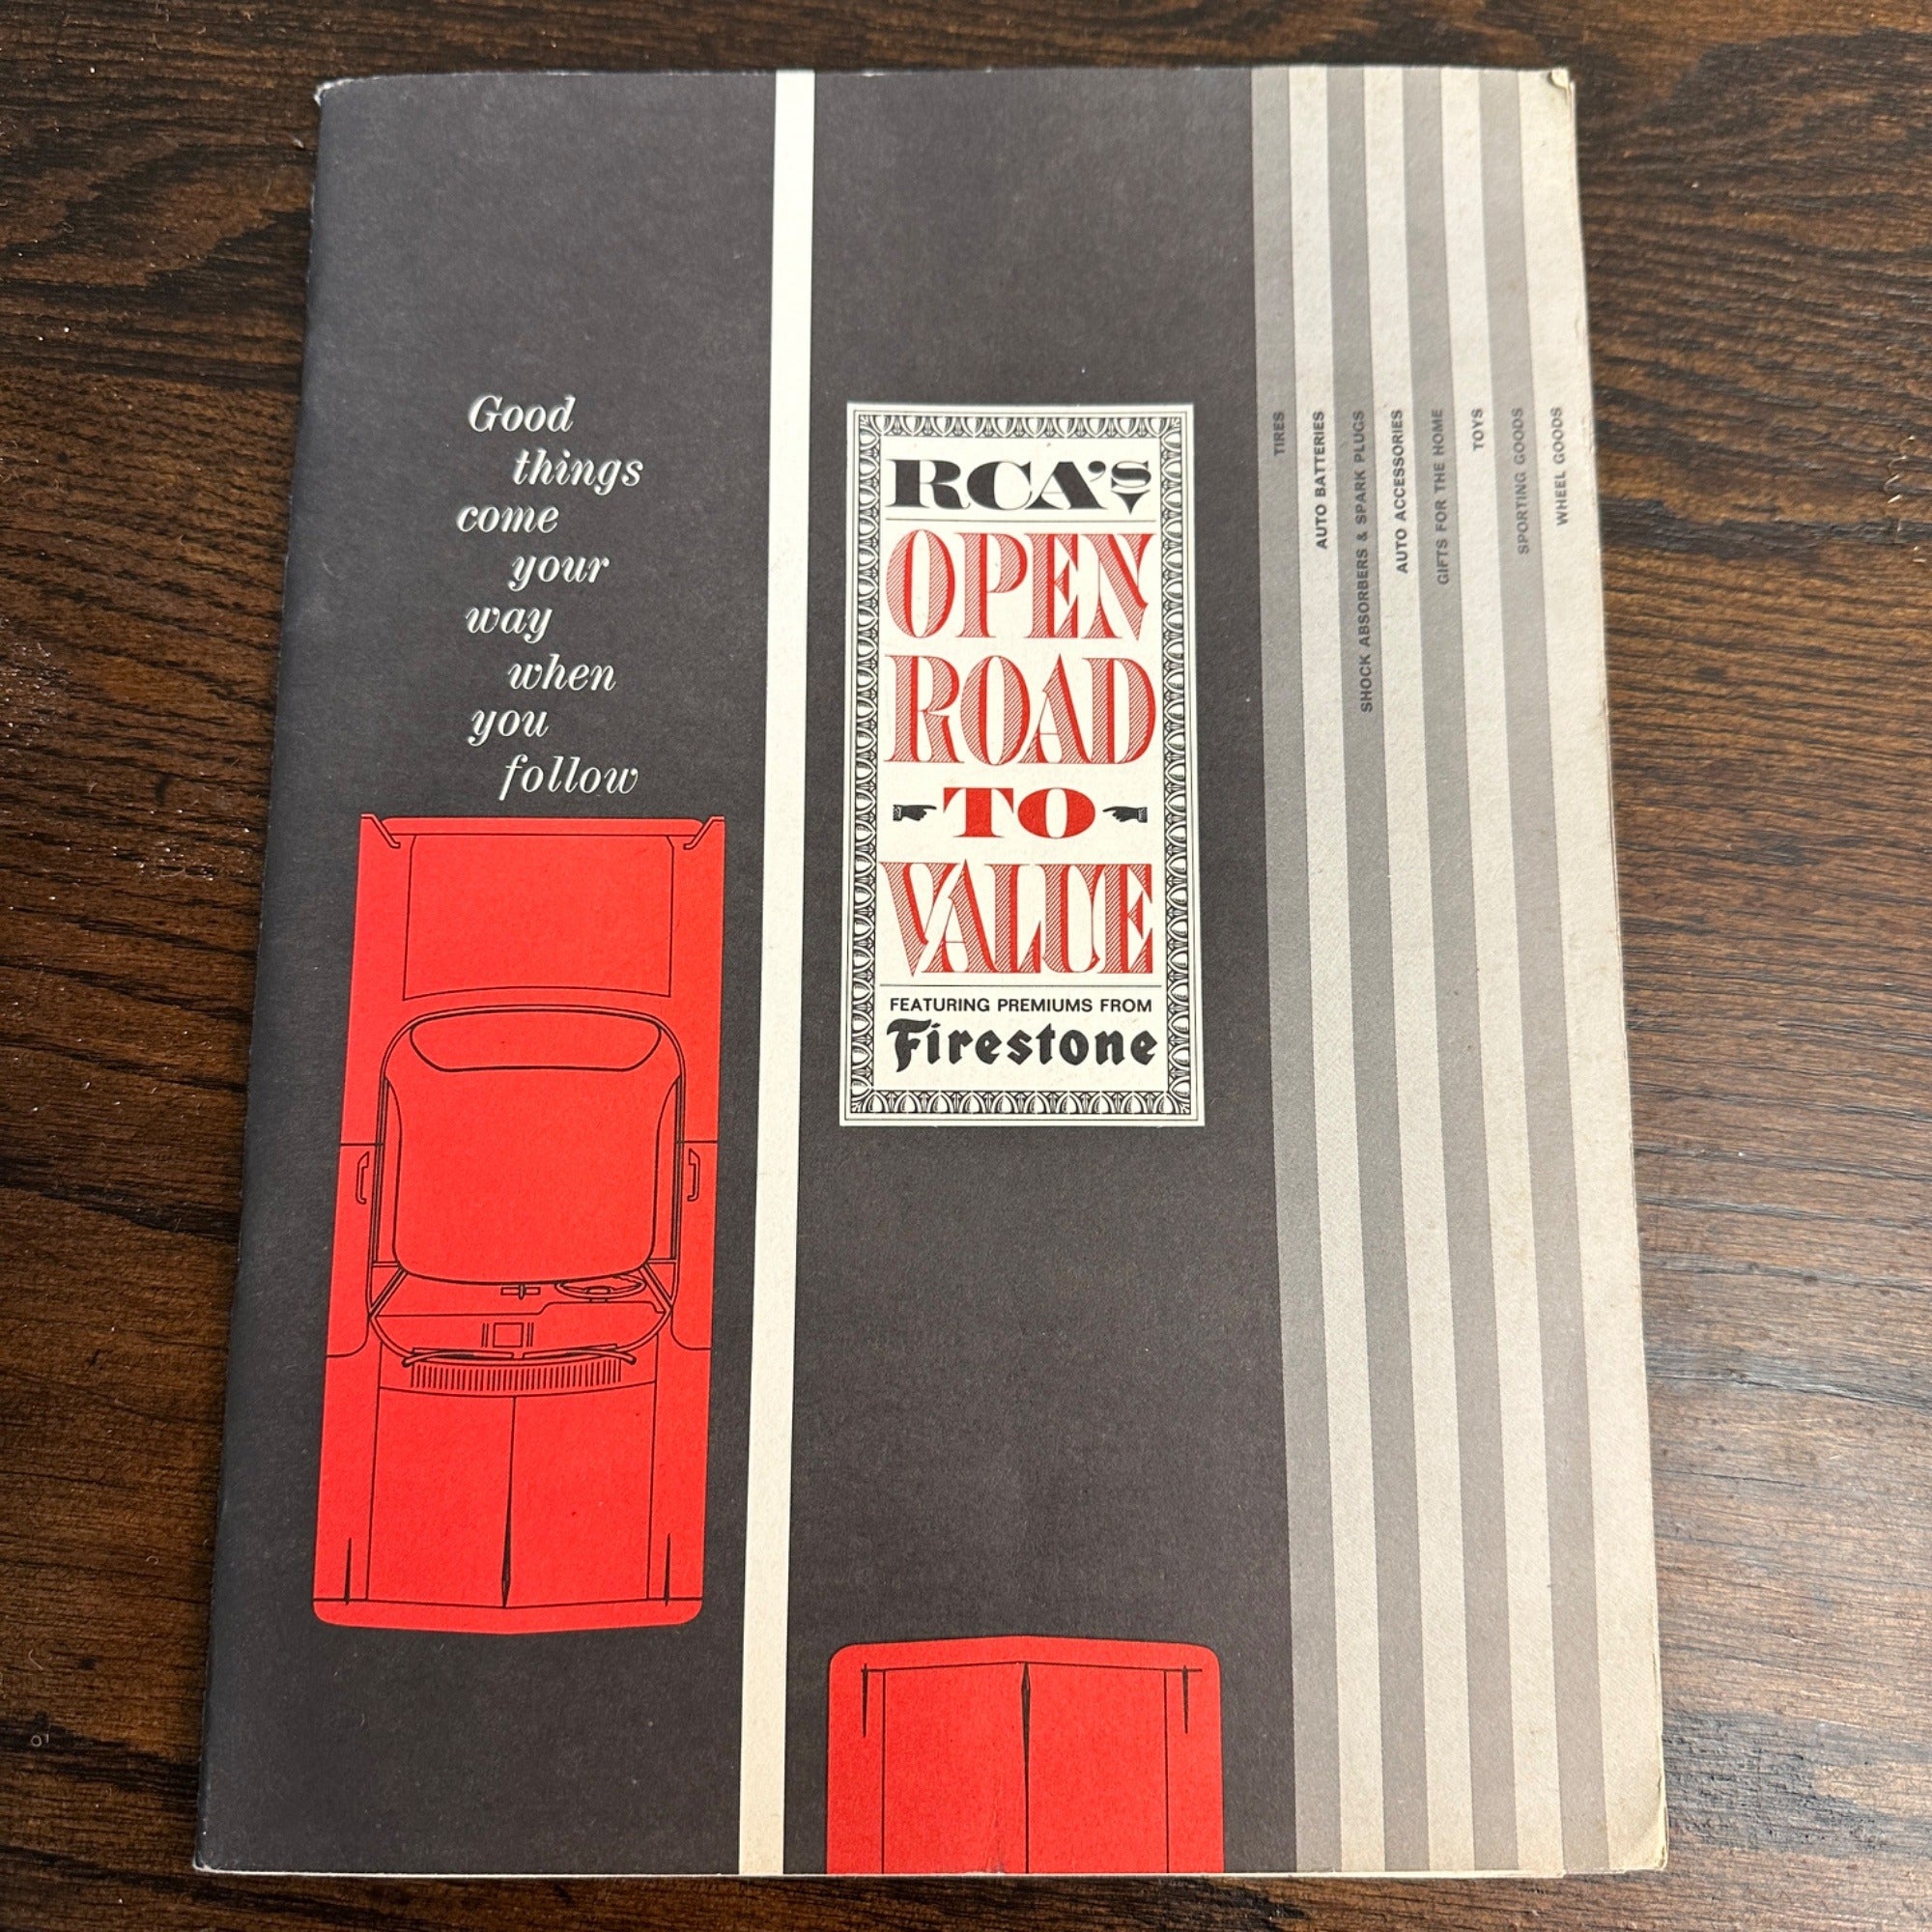 Good
things
come
your
way
when
you
follow
RCA's
OPEN
ROAD
TO
VALUE
FEATURING PREMIUMS FROM
Firestone
TIRES
AUTO BATTERIES
SHOCK ABSORBERS & SPARK PLUGS
AUTO ACCESSORIES
GIFTS FOR THE HOME
TOYS
SPORTING GOODS
WHEEL GOODS